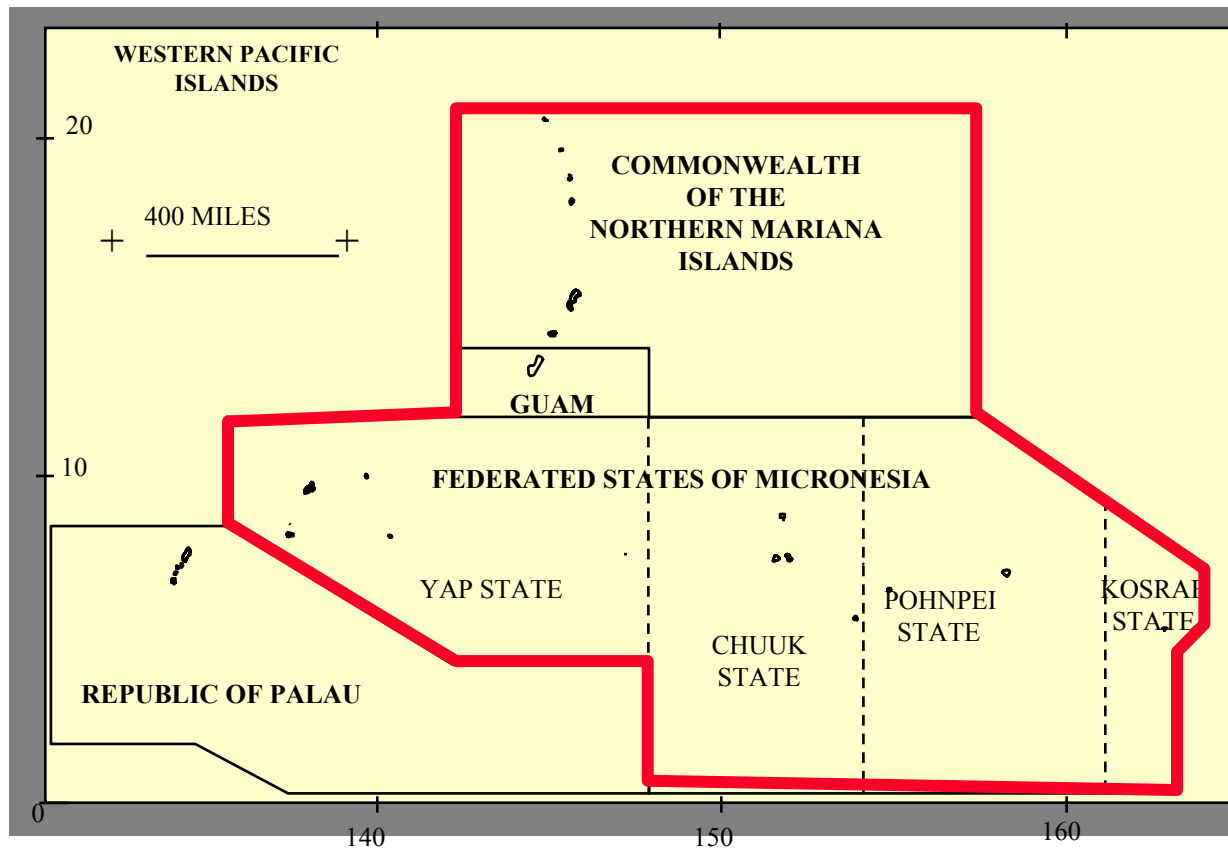 WESTERN PACIFIC
ISLANDS
20
400 MILES
COMMONWEALTH
OF THE
NORTHERN MARIANA
ISLANDS
GUAM
10
FEDERATED STATES OF MICRONESIA
YAP STATE
CHUUK
STATE
POHNPEI
STATE
KOSRAE
STATE
REPUBLIC OF PALAU
0
140
150
160